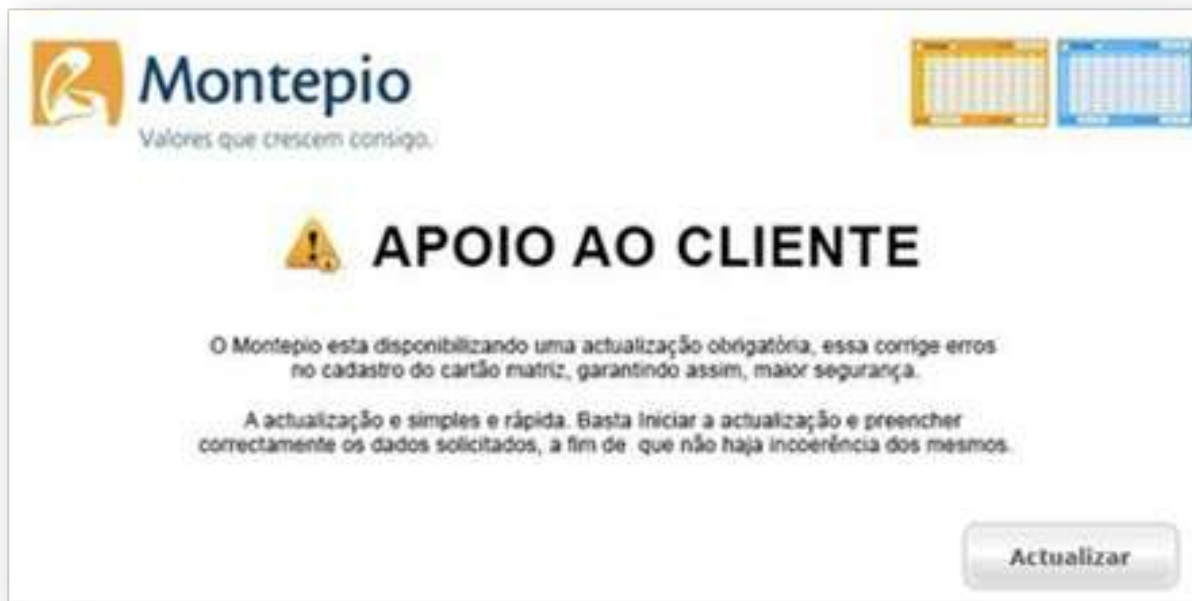 Montepio
Valores que crescem consigo.
APOIO AO CLIENTE
O Montepio esta disponibilizando uma actualização obrigatória, essa corrige erros
no cadastro do cartão matriz, garantindo assim, maior segurança.
A actualização e simples e rápida. Basta Iniciar a actualização e preencher
correctamente os dados solicitados, a fim de que não haja incoerência dos mesmos.
Actualizar